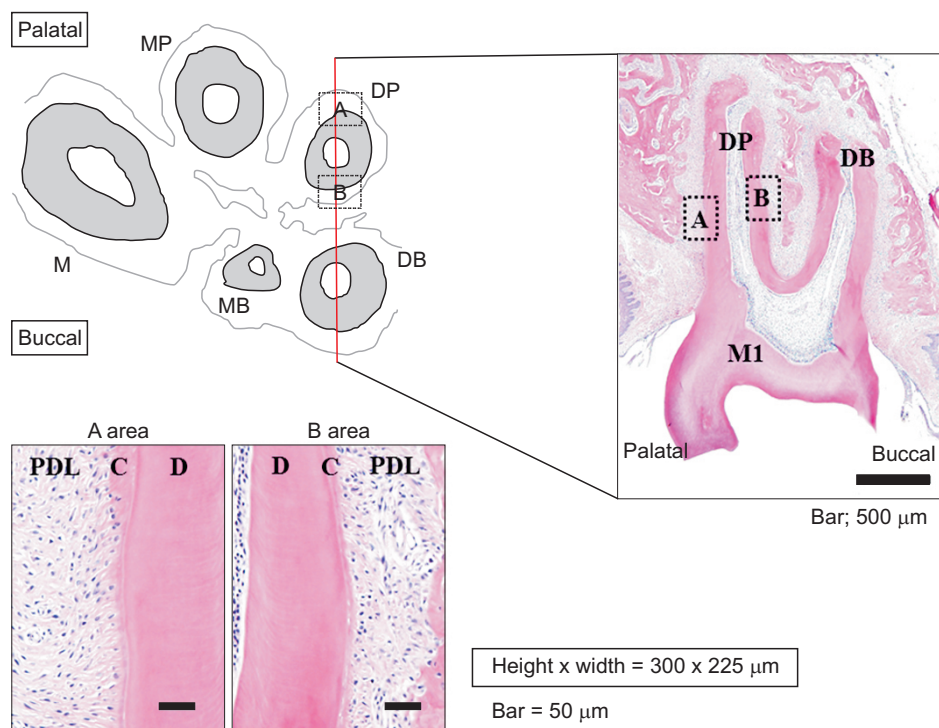 Palatal
MP
DP
A
B
M
MB
DB
Buccal
DP
DB
A
B
M1
Palatal
Buccal
Bar; 500 μm
A area
B area
PDL C D
D C PDL
Height x width = 300 x 225 μm
Bar = 50 μm